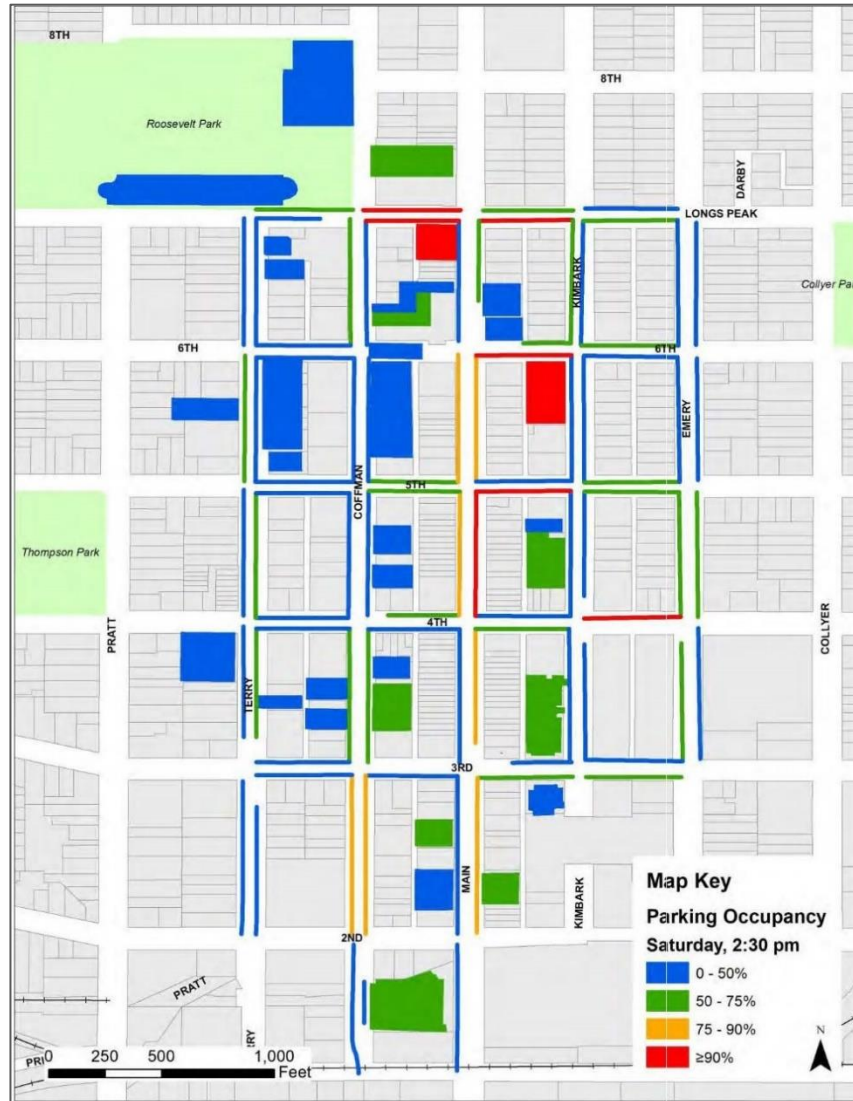 8TH
8TH
Roosevelt Park
DARBY
LONGS PEAK
KIMBARK
Collyer Par
6TH
6TH
EMERY
COFFMAN
5TH
Thompson Park
PRATT
4TH
COLLYER
TERRY
3RD
MAIN
KIMBARK
2ND
PRATT
RRY
PRI
0 250 500 1,000
Feet
Map Key
Parking Occupancy
Saturday, 2:30 pm
0 - 50%
50 - 75%
75 - 90%
≥90%
N